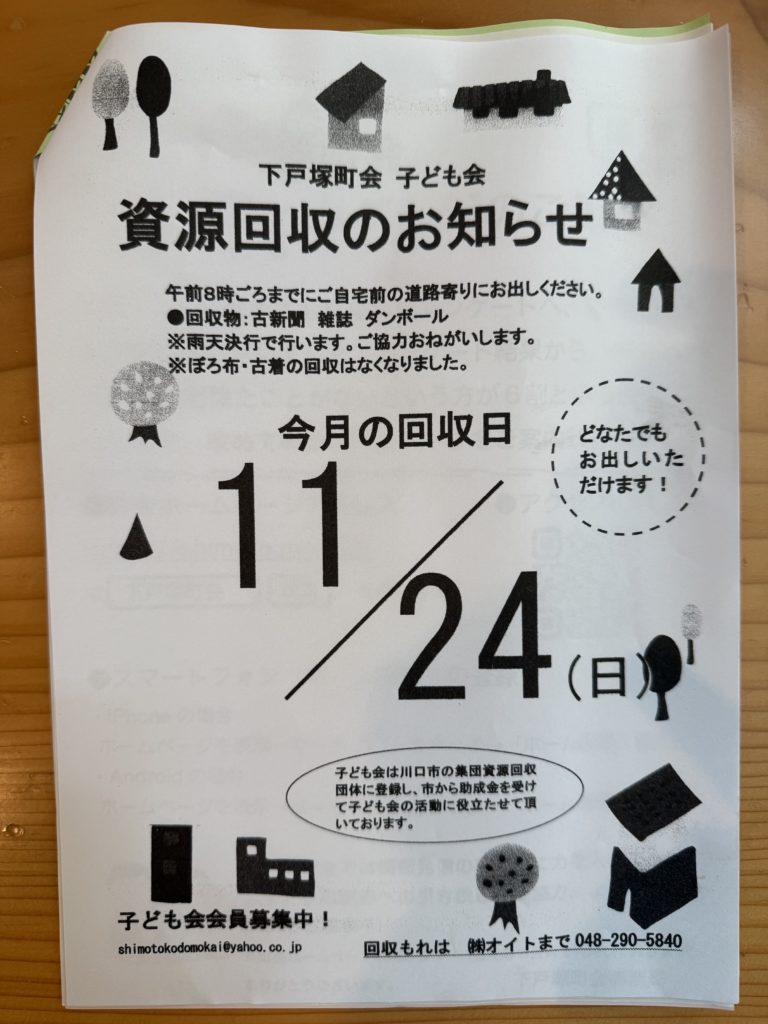 下戸塚町会 子ども会
資源回収のお知らせ
午前8時ごろまでにご自宅前の道路寄りにお出しください。
●回収物：古新聞 雑誌 ダンボール
※雨天決行で行います。ご協力おねがいします。
※ぼろ布・古着の回収はなくなりました。
今月の回収日
どなたでも
お出しいた
だけます！
11／24（日）
子ども会は川口市の集団資源回収
団体に登録し、市から助成金を受け
て子ども会の活動に役立たせて頂
いております。
子ども会会員募集中！
shimotokodomokai@yahoo.co.jp
回収もれは ㈱オイトまで 048-290-5840